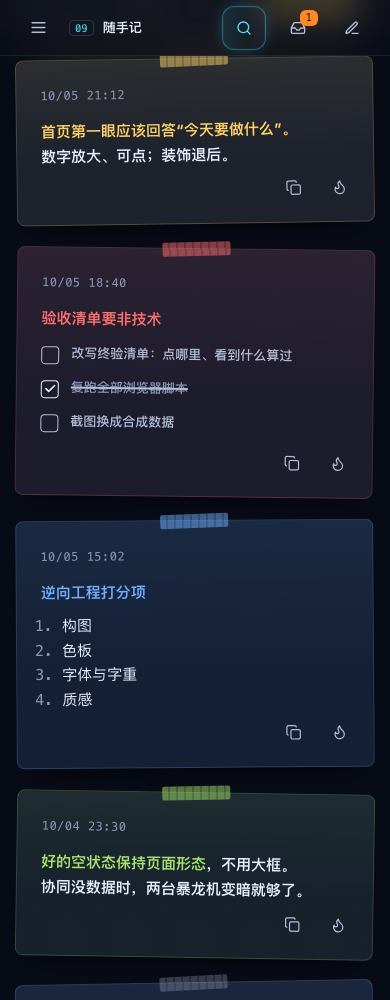 09 随手记
1
10/05 21:12
首页第一眼应该回答“今天要做什么”。
数字放大、可点；装饰退后。
10/05 18:40
验收清单要非技术
改写终验清单：点哪里、看到什么算过
复跑全部浏览器脚本
截图换成合成数据
10/05 15:02
逆向工程打分项
1. 构图
2. 色板
3. 字体与字重
4. 质感
10/04 23:30
好的空状态保持页面形态，不用大框。
协同没数据时，两台暴龙机变暗就够了。